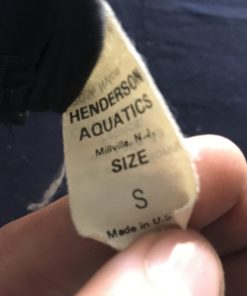 HENDERSON
AQUATICS
Millville, N.J.
SIZE
S
Made in U.S.